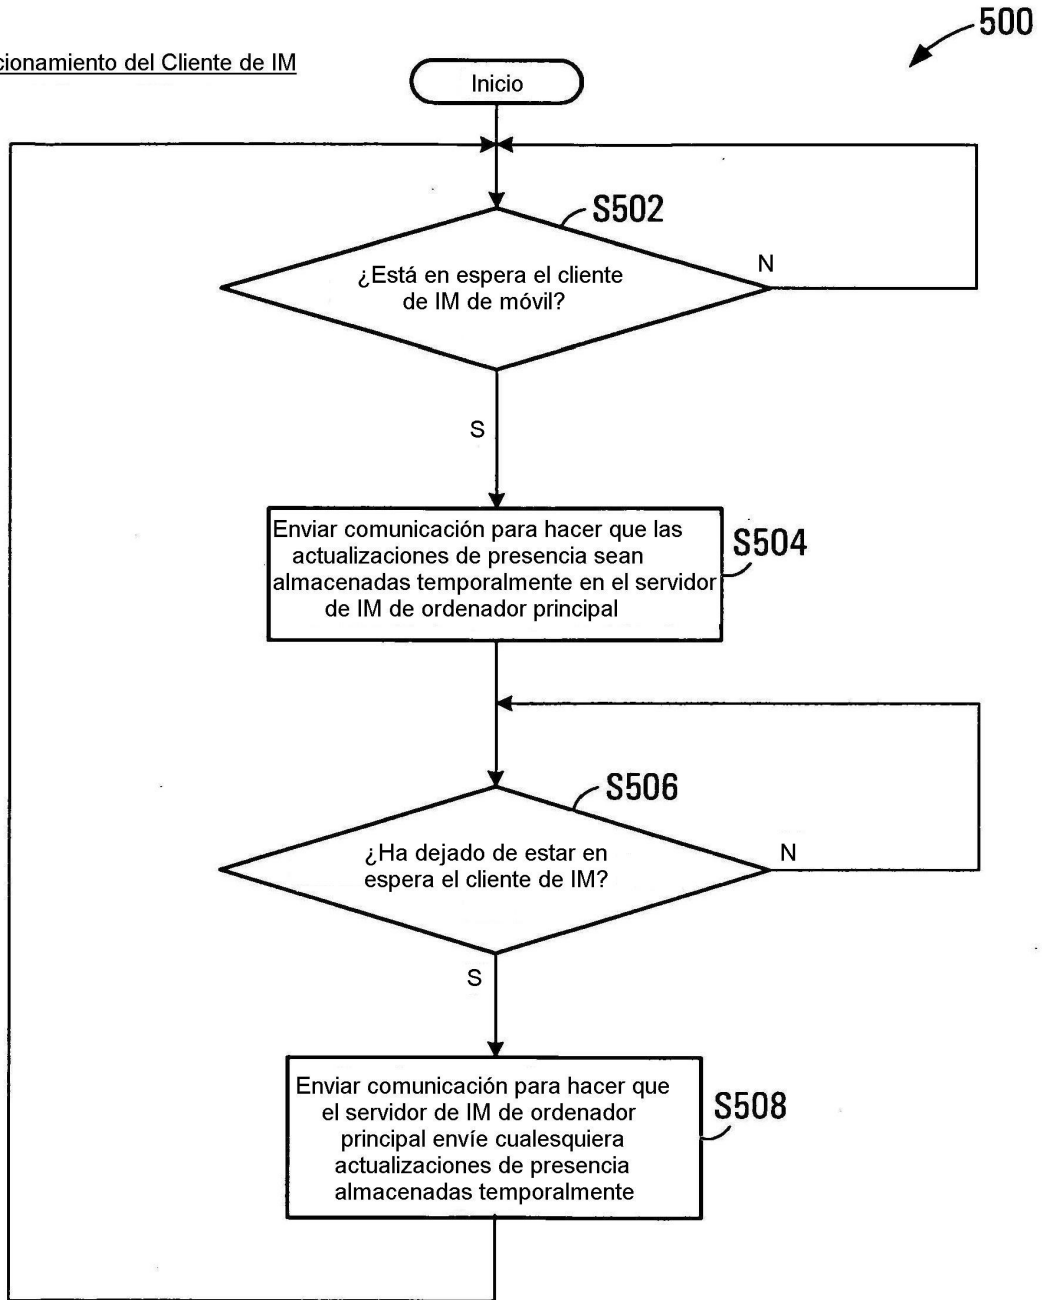 500
cionamiento del Cliente de IM
Inicio
S502
¿Está en espera el cliente
de IM de móvil?
N
S
Enviar comunicación para hacer que las
actualizaciones de presencia sean
almacenadas temporalmente en el servidor
de IM de ordenador principal
S504
S506
¿Ha dejado de estar en
espera el cliente de IM?
N
S
Enviar comunicación para hacer que
el servidor de IM de ordenador
principal envíe cualesquiera
actualizaciones de presencia
almacenadas temporalmente
S508